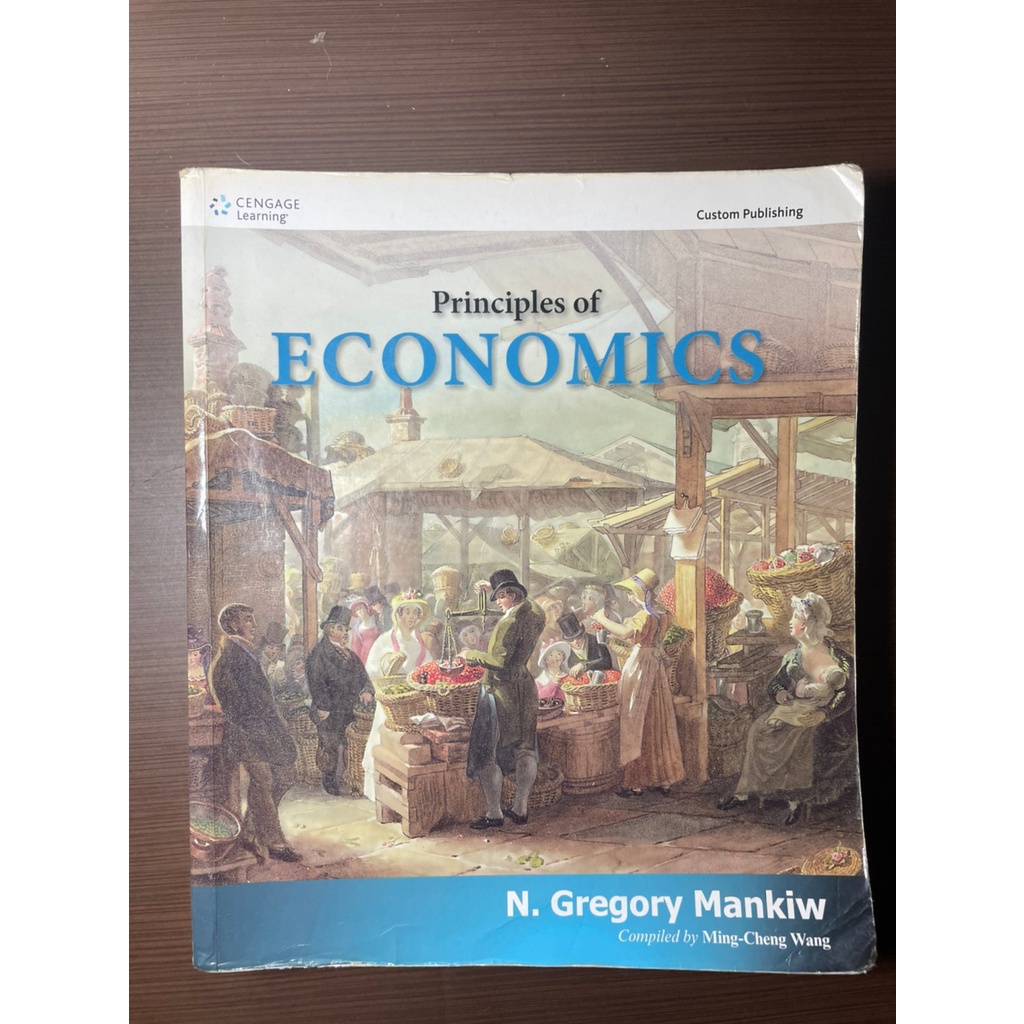 CENGAGE
Learning®
Custom Publishing
Principles of
ECONOMICS
N. Gregory Mankiw
Compiled by Ming-Cheng Wang